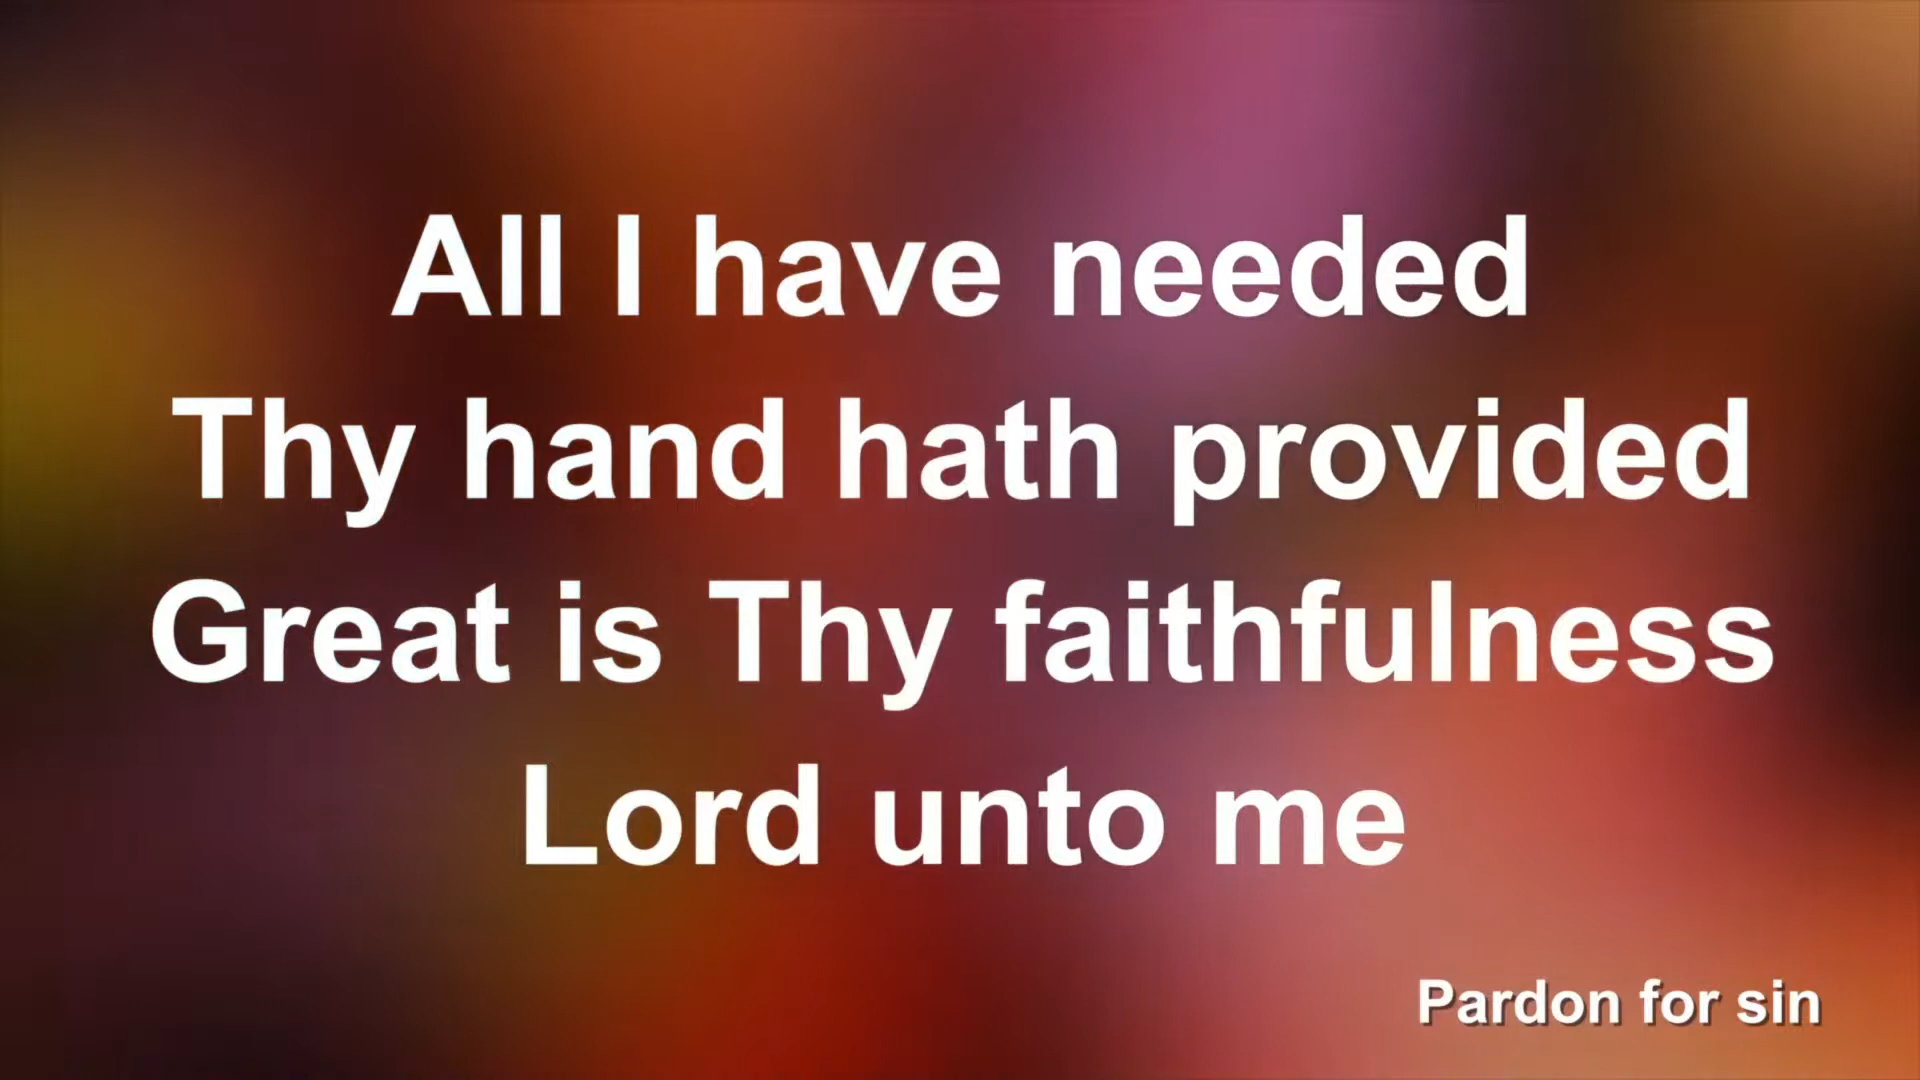 All I have needed
Thy hand hath provided
Great is Thy faithfulness
Lord unto me
Pardon for sin